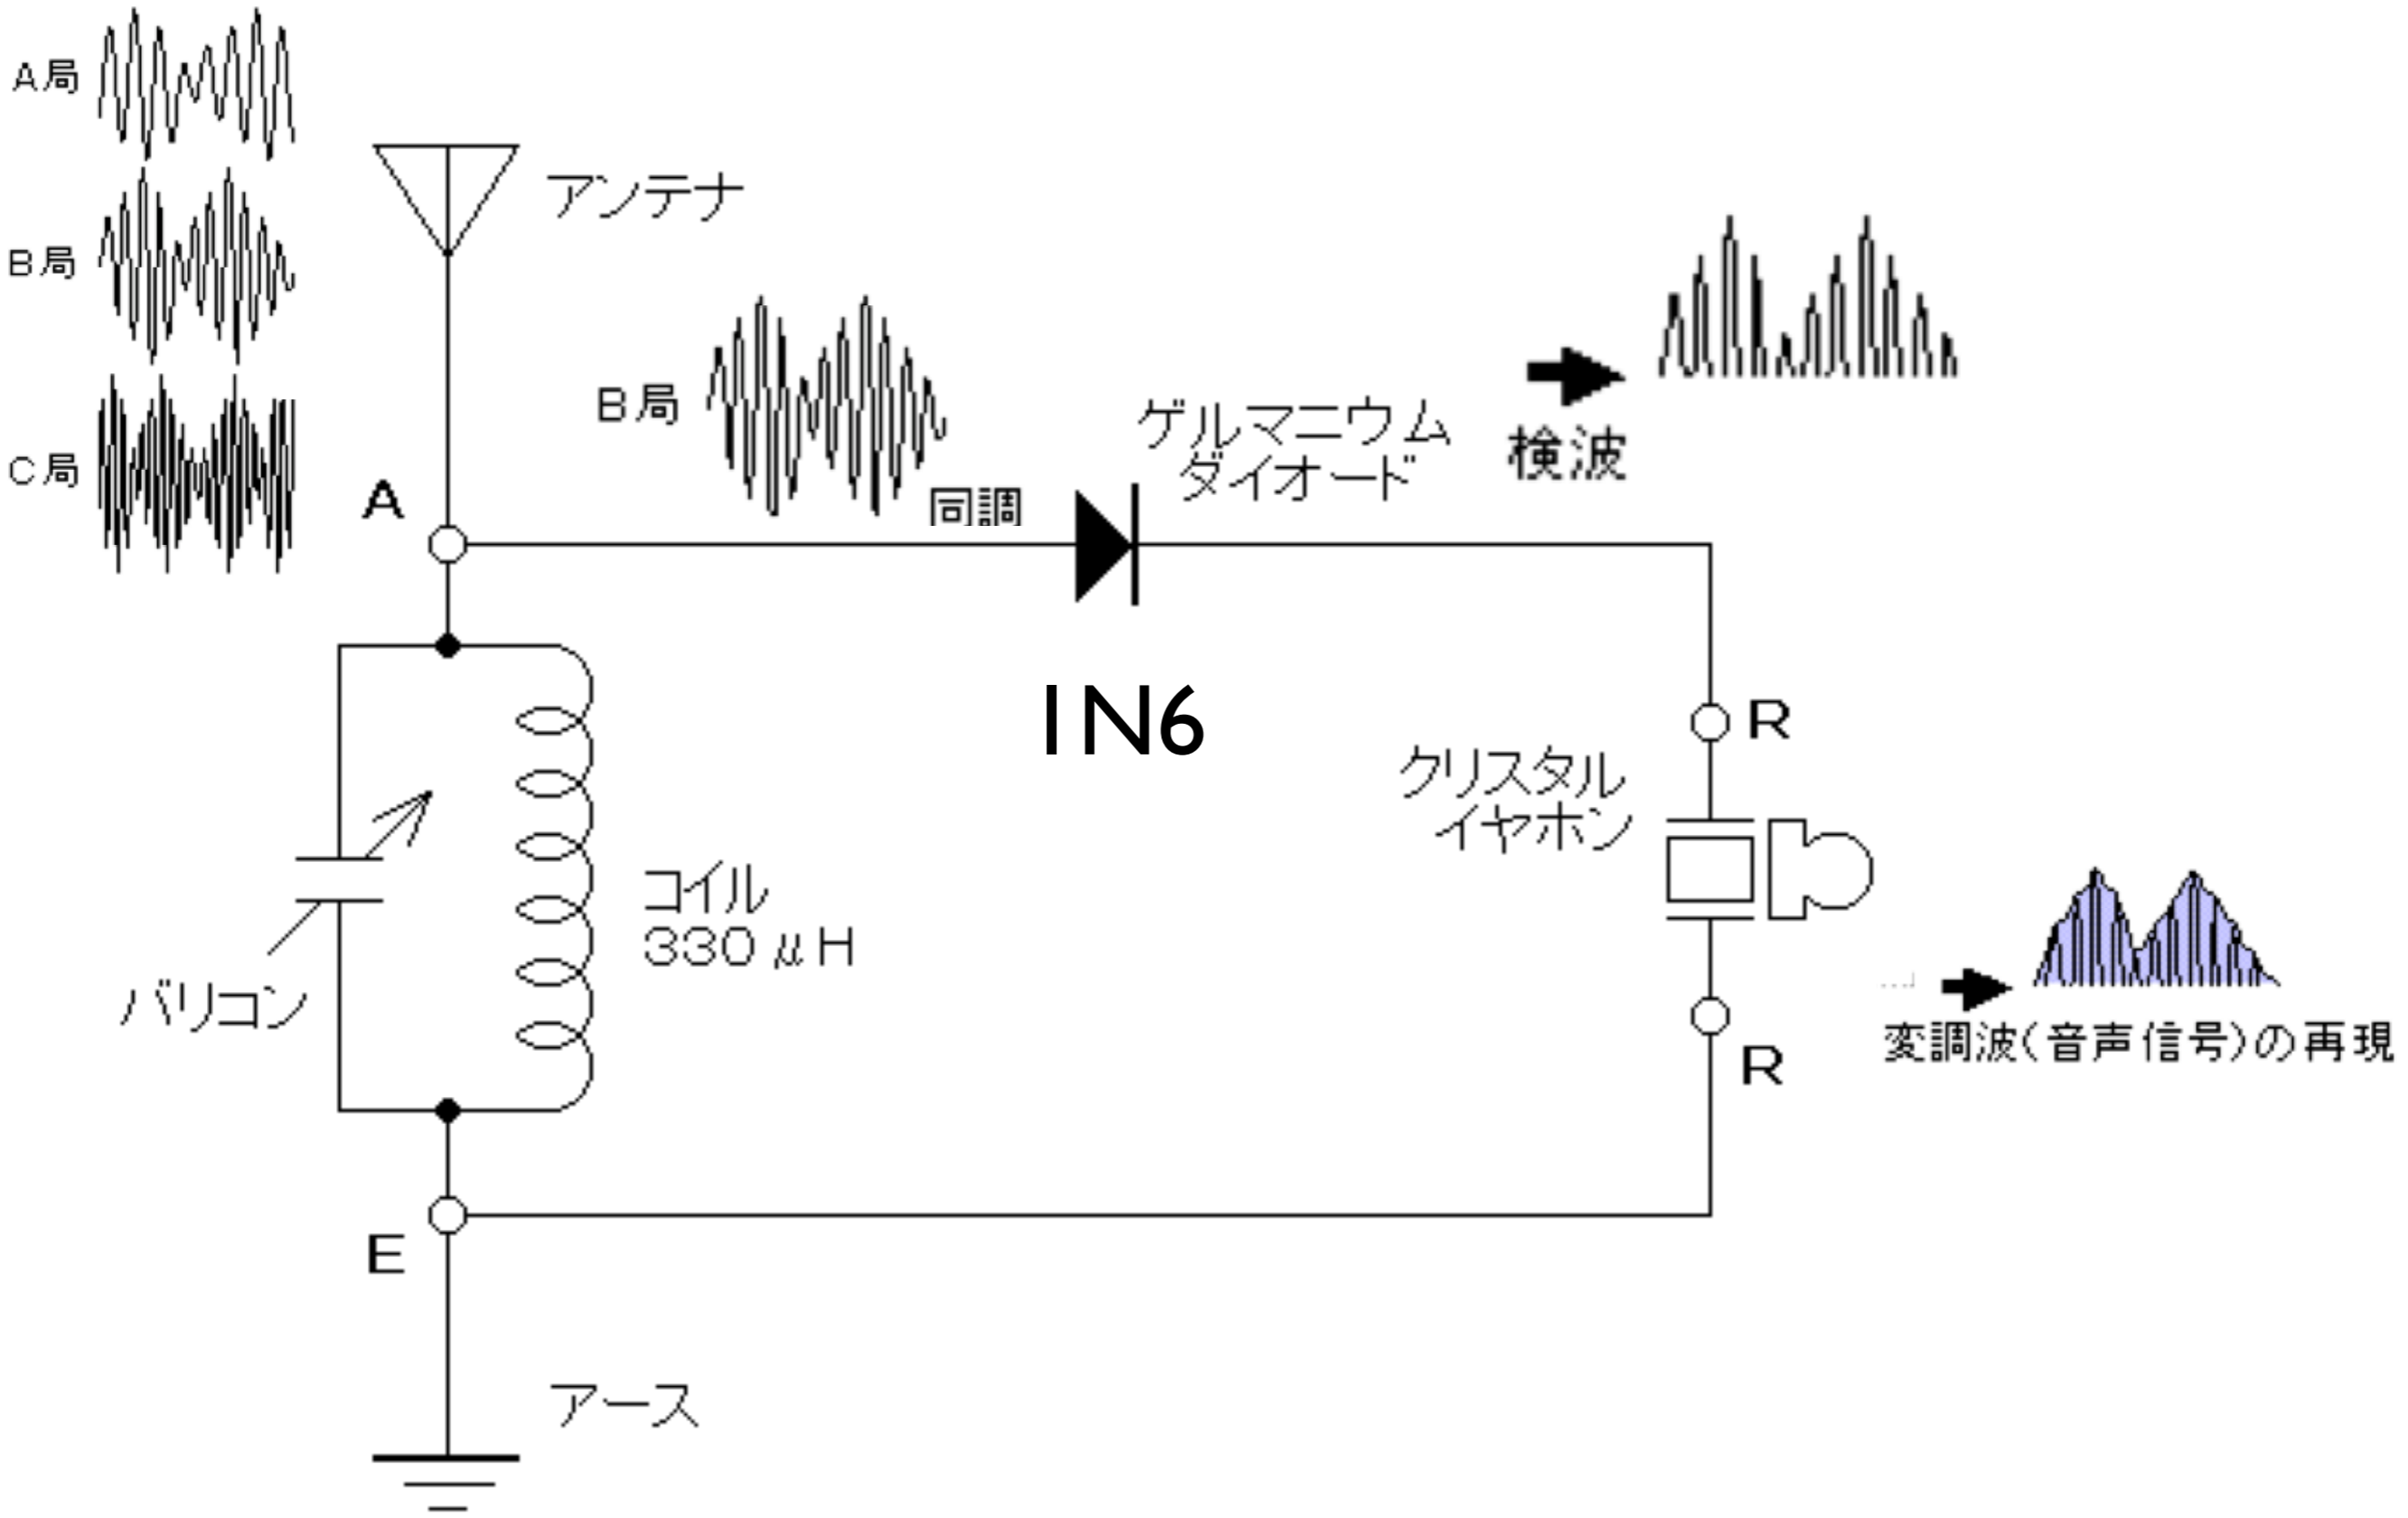 A局
アンテナ
B局
B局
ゲルマニウム
ダイオード
検波
C局
A
同調
1N6
R
クリスタル
イヤホン
コイル
330μH
バリコン
変調波(音声信号)の再現
R
E
アース